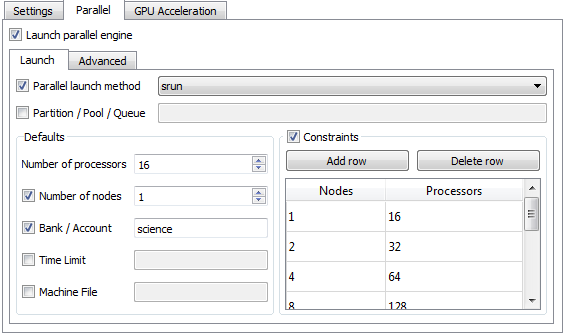 Settings Parallel GPU Acceleration
Launch parallel engine
Launch Advanced
Parallel launch method srun
Partition / Pool / Queue
Defaults
Number of processors 16
Number of nodes 1
Bank / Account science
Time Limit
Machine File
Constraints
Add row Delete row
Nodes Processors
1 16
2 32
4 64
8 128